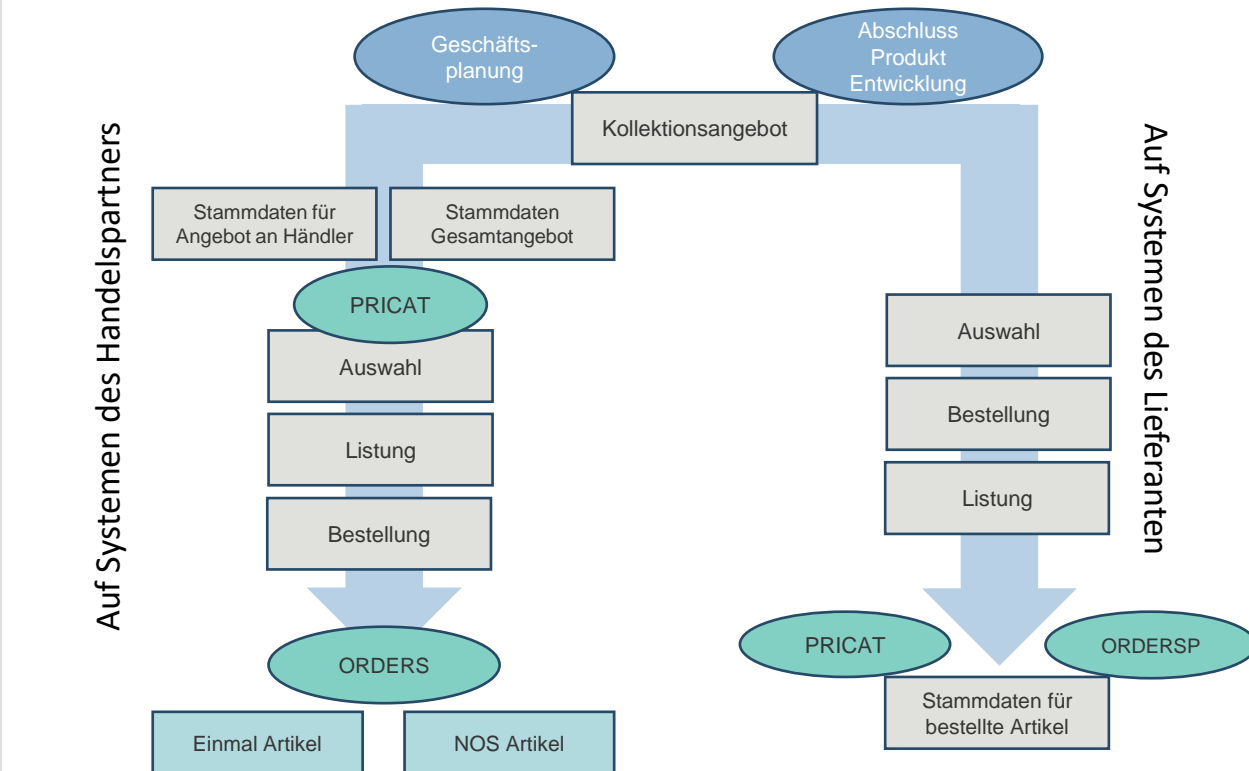 Geschäfts-
planung
Abschluss
Produkt
Entwicklung
Kollektionsangebot
Auf Systemen des Handelspartners
Auf Systemen des Lieferanten
Stammdaten für
Angebot an Händler
Stammdaten
Gesamtangebot
PRICAT
Auswahl
Listung
Bestellung
ORDERS
Einmal Artikel
NOS Artikel
Auswahl
Bestellung
Listung
PRICAT
ORDERSP
Stammdaten für
bestellte Artikel